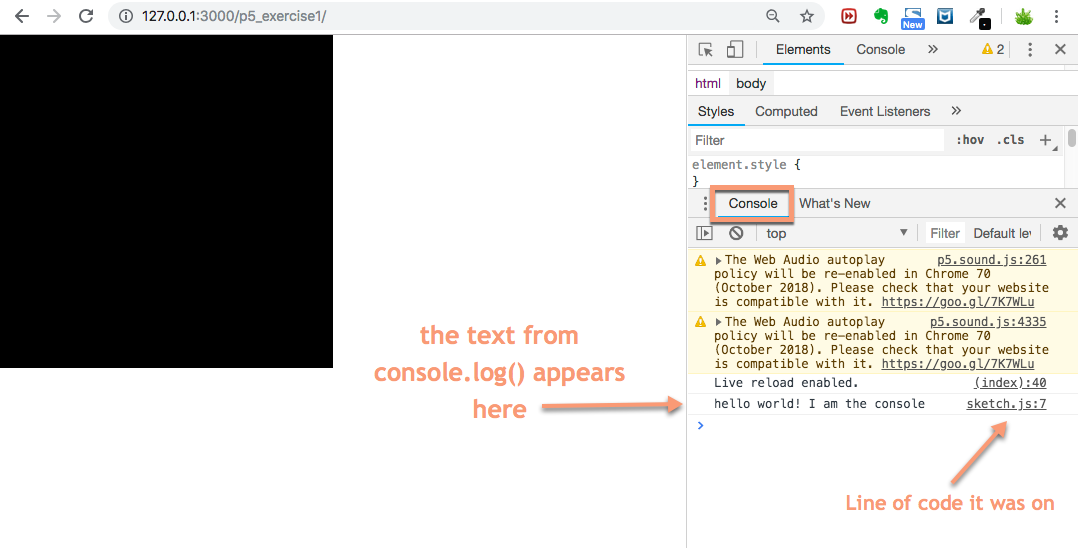 127.0.0.1:3000/p5_exercise1/
New
Elements Console » 2
html body
Styles Computed Event Listeners »
Filter :hov .cls +
element.style {
}
Console What's New
top Filter Default lev
The Web Audio autoplay p5.sound.js:261
policy will be re-enabled in Chrome 70
(October 2018). Please check that your website
is compatible with it. https://goo.gl/7K7WLu
The Web Audio autoplay p5.sound.js:4335
policy will be re-enabled in Chrome 70
(October 2018). Please check that your website
is compatible with it. https://goo.gl/7K7WLu
Live reload enabled. (index):40
hello world! I am the console sketch.js:7
>
the text from
console.log() appears
here
Line of code it was on